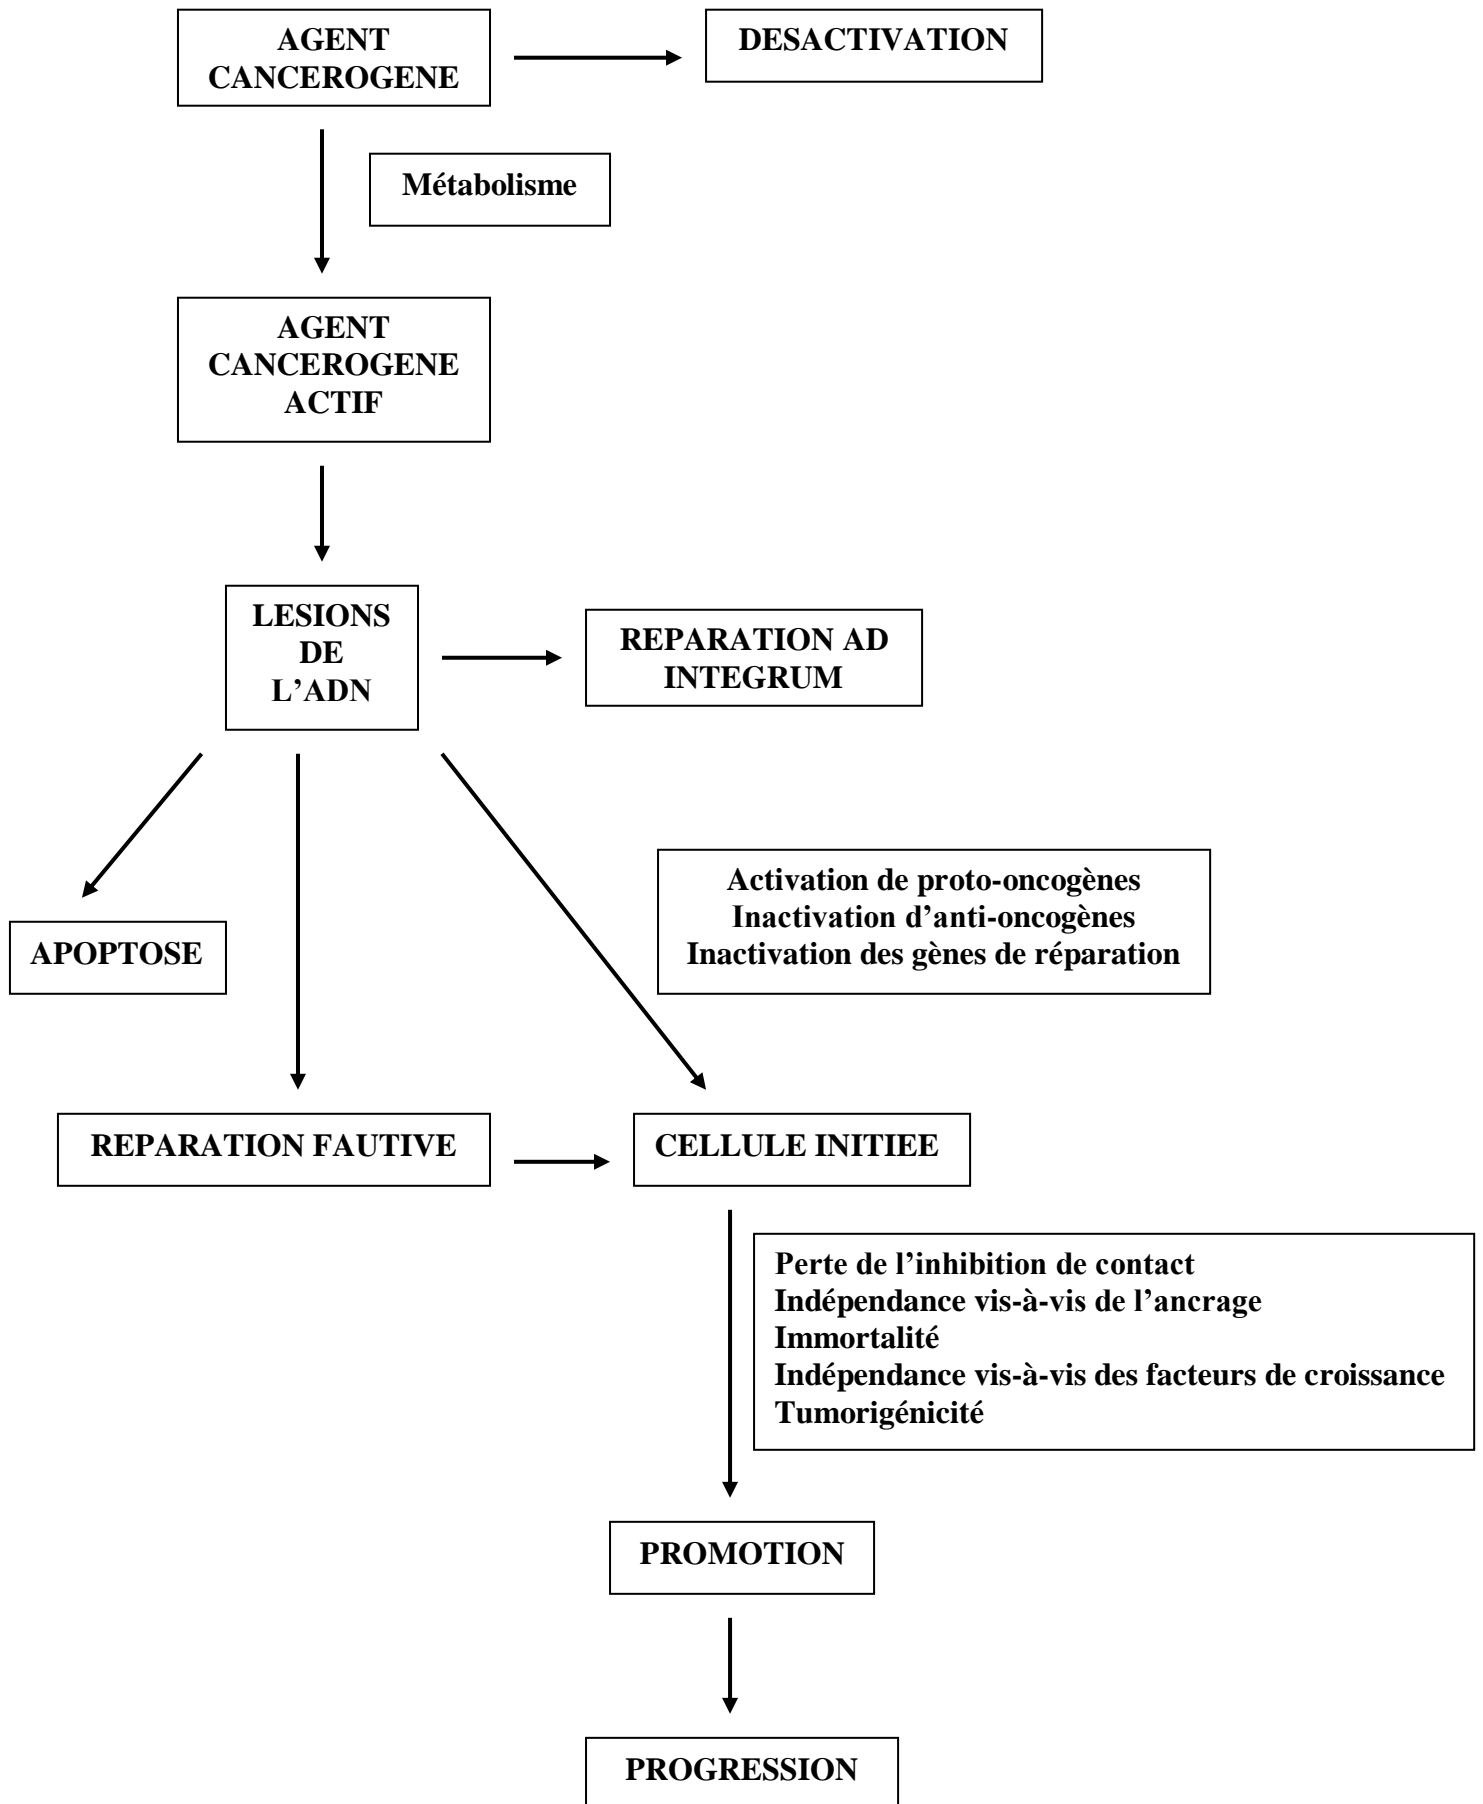 AGENT
CANCEROGENE
DESACTIVATION
Métabolisme
AGENT
CANCEROGENE
ACTIF
LESIONS
DE
L’ADN
REPARATION AD
INTEGRUM
Activation de proto-oncogènes
Inactivation d’anti-oncogènes
Inactivation des gènes de réparation
APOPTOSE
REPARATION FAUTIVE
CELLULE INITIEE
Perte de l’inhibition de contact
Indépendance vis-à-vis de l’ancrage
Immortalité
Indépendance vis-à-vis des facteurs de croissance
Tumorigénicité
PROMOTION
PROGRESSION